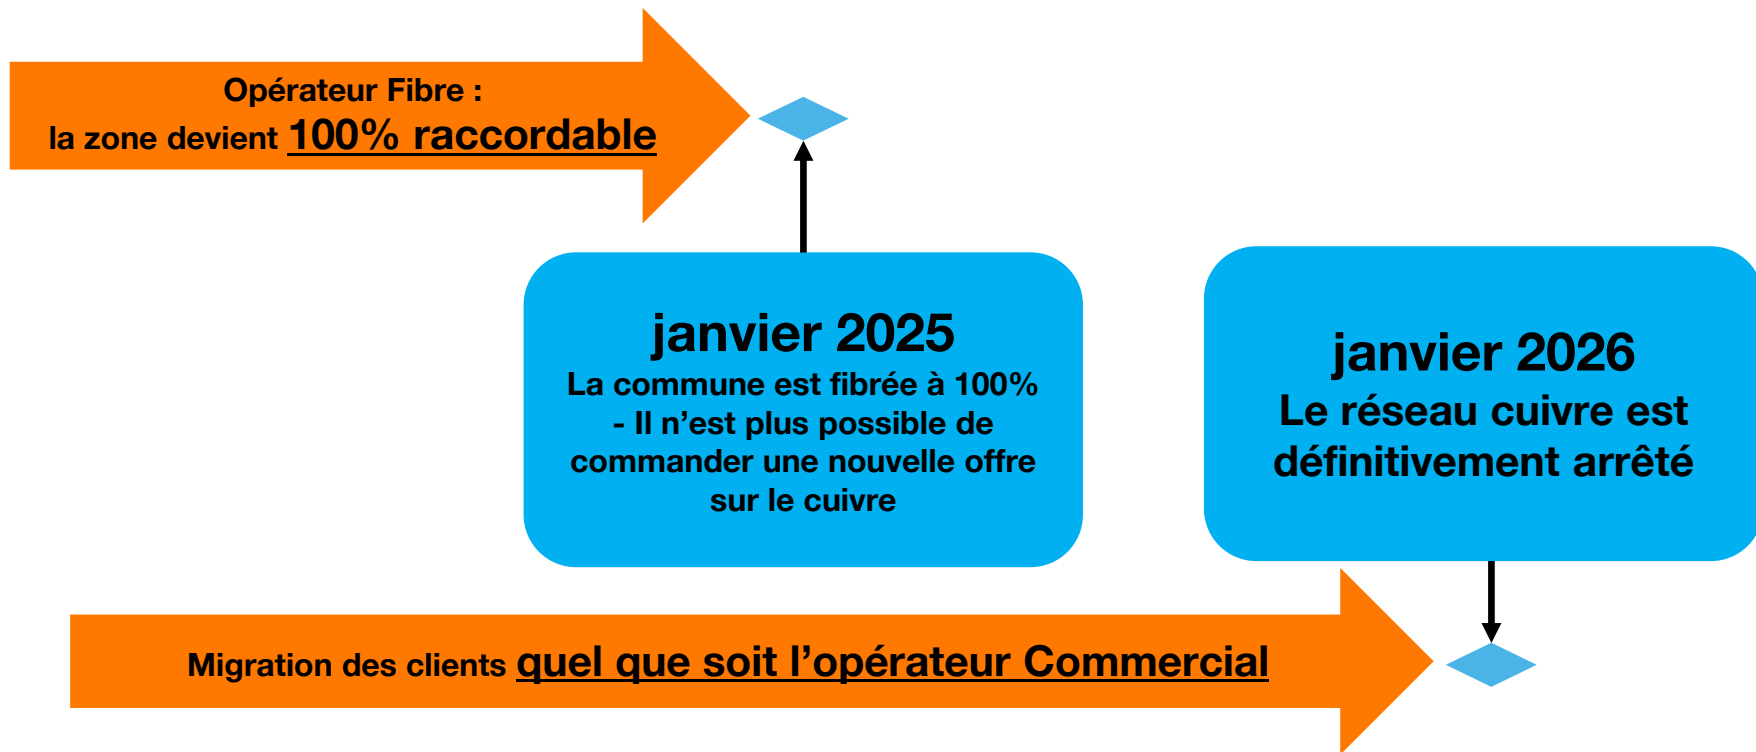 Opérateur Fibre :
la zone devient 100% raccordable
janvier 2025
La commune est fibrée à 100%
- Il n’est plus possible de
commander une nouvelle offre
sur le cuivre
janvier 2026
Le réseau cuivre est
définitivement arrêté
Migration des clients quel que soit l’opérateur Commercial